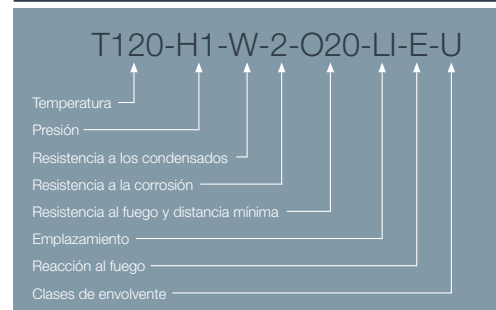 T120-H1-W-2-O20-LI-E-U
Temperatura
Presión
Resistencia a los condensados
Resistencia a la corrosión
Resistencia al fuego y distancia mínima
Emplazamiento
Reacción al fuego
Clases de envolvente